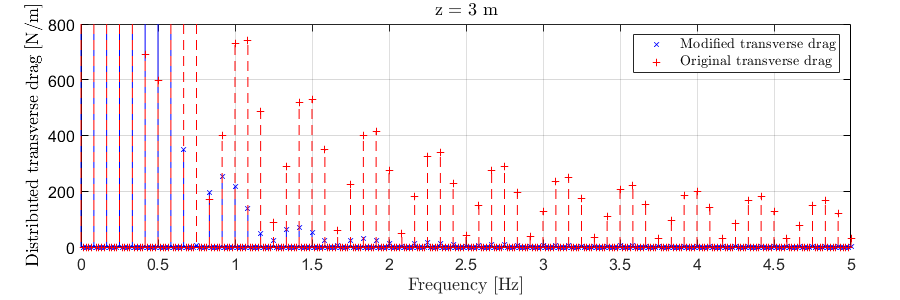 z = 3 m
Distributed transverse drag [N/m]
800
600
400
200
0
Modified transverse drag
Original transverse drag
0 0.5 1 1.5 2 2.5 3 3.5 4 4.5 5
Frequency [Hz]